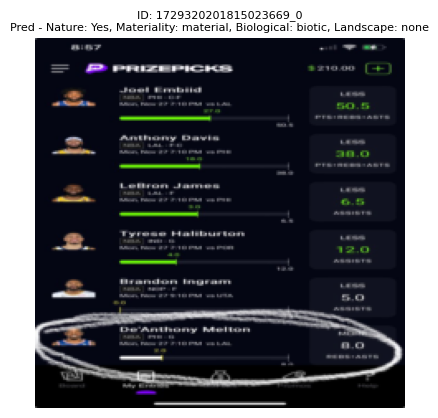 ID: 1729320201815023669_0
Pred - Nature: Yes, Materiality: material, Biological: biotic, Landscape: none
8:57
PRIZEPICKS
$210.00
Joel Embiid
NBA PHI - C-F
Mon, Nov 27 7:10 PM vs LAL
27.0
50.5
LESS
50.5
PTS+REBS+ASTS
Anthony Davis
NBA LAL - F-C
Mon, Nov 27 7:10 PM vs PHI
18.0
38.0
LESS
38.0
PTS+REBS+ASTS
LeBron James
NBA LAL - F
Mon, Nov 27 7:10 PM vs PHI
3.0
6.5
LESS
6.5
ASSISTS
Tyrese Haliburton
NBA IND - G
Mon, Nov 27 7:10 PM vs POR
4.0
12.0
LESS
12.0
ASSISTS
Brandon Ingram
NBA NOP - F
Mon, Nov 27 9:10 PM vs UTA
0.0
LESS
5.0
ASSISTS
De'Anthony Melton
NBA PHI - G
Mon, Nov 27 7:10 PM vs LAL
8.0
REBS+ASTS
Board
My Entries
Help